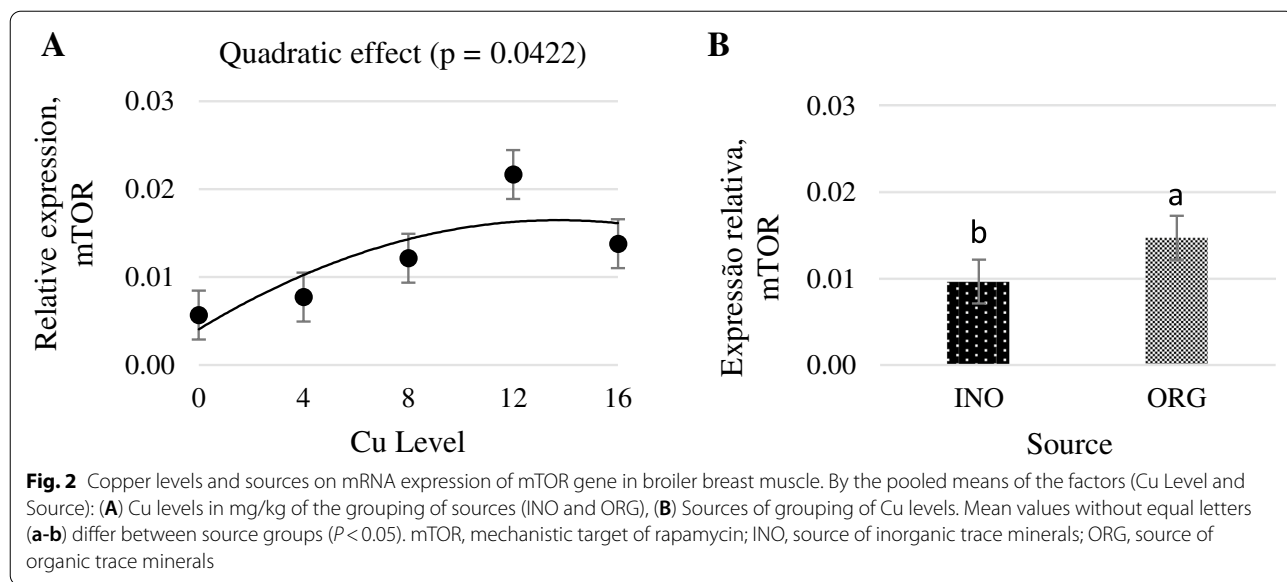 A
Quadratic effect (p = 0.0422)
Relative expression,
mTOR
0.03
0.02
0.01
0.00
0 4 8 12 16
Cu Level
B
Expressão relativa,
mTOR
0.03
0.02
0.01
0.00
b
a
INO ORG
Source
Fig. 2 Copper levels and sources on mRNA expression of mTOR gene in broiler breast muscle. By the pooled means of the factors (Cu Level and
Source): (A) Cu levels in mg/kg of the grouping of sources (INO and ORG), (B) Sources of grouping of Cu levels. Mean values without equal letters
(a-b) differ between source groups (P < 0.05). mTOR, mechanistic target of rapamycin; INO, source of inorganic trace minerals; ORG, source of
organic trace minerals